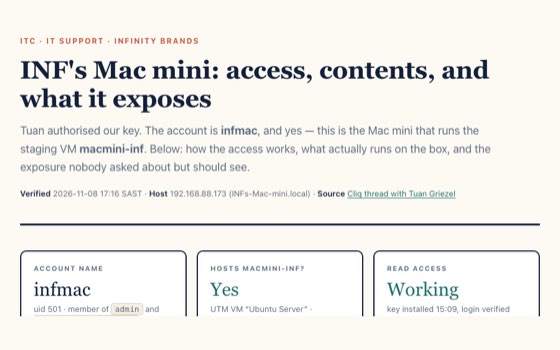 ITC · IT SUPPORT · INFINITY BRANDS
INF's Mac mini: access, contents, and
what it exposes
Tuan authorised our key. The account is infmac, and yes — this is the Mac mini that runs the
staging VM macmini-inf. Below: how the access works, what actually runs on the box, and the
exposure nobody asked about but should see.
Verified 2026-11-08 17:16 SAST · Host 192.168.88.173 (INFs-Mac-mini.local) · Source Cliq thread with Tuan Griezel
ACCOUNT NAME
infmac
uid 501 · member of admin and
HOSTS MACMINI-INF?
Yes
UTM VM "Ubuntu Server" ·
READ ACCESS
Working
key installed 15:09, login verified